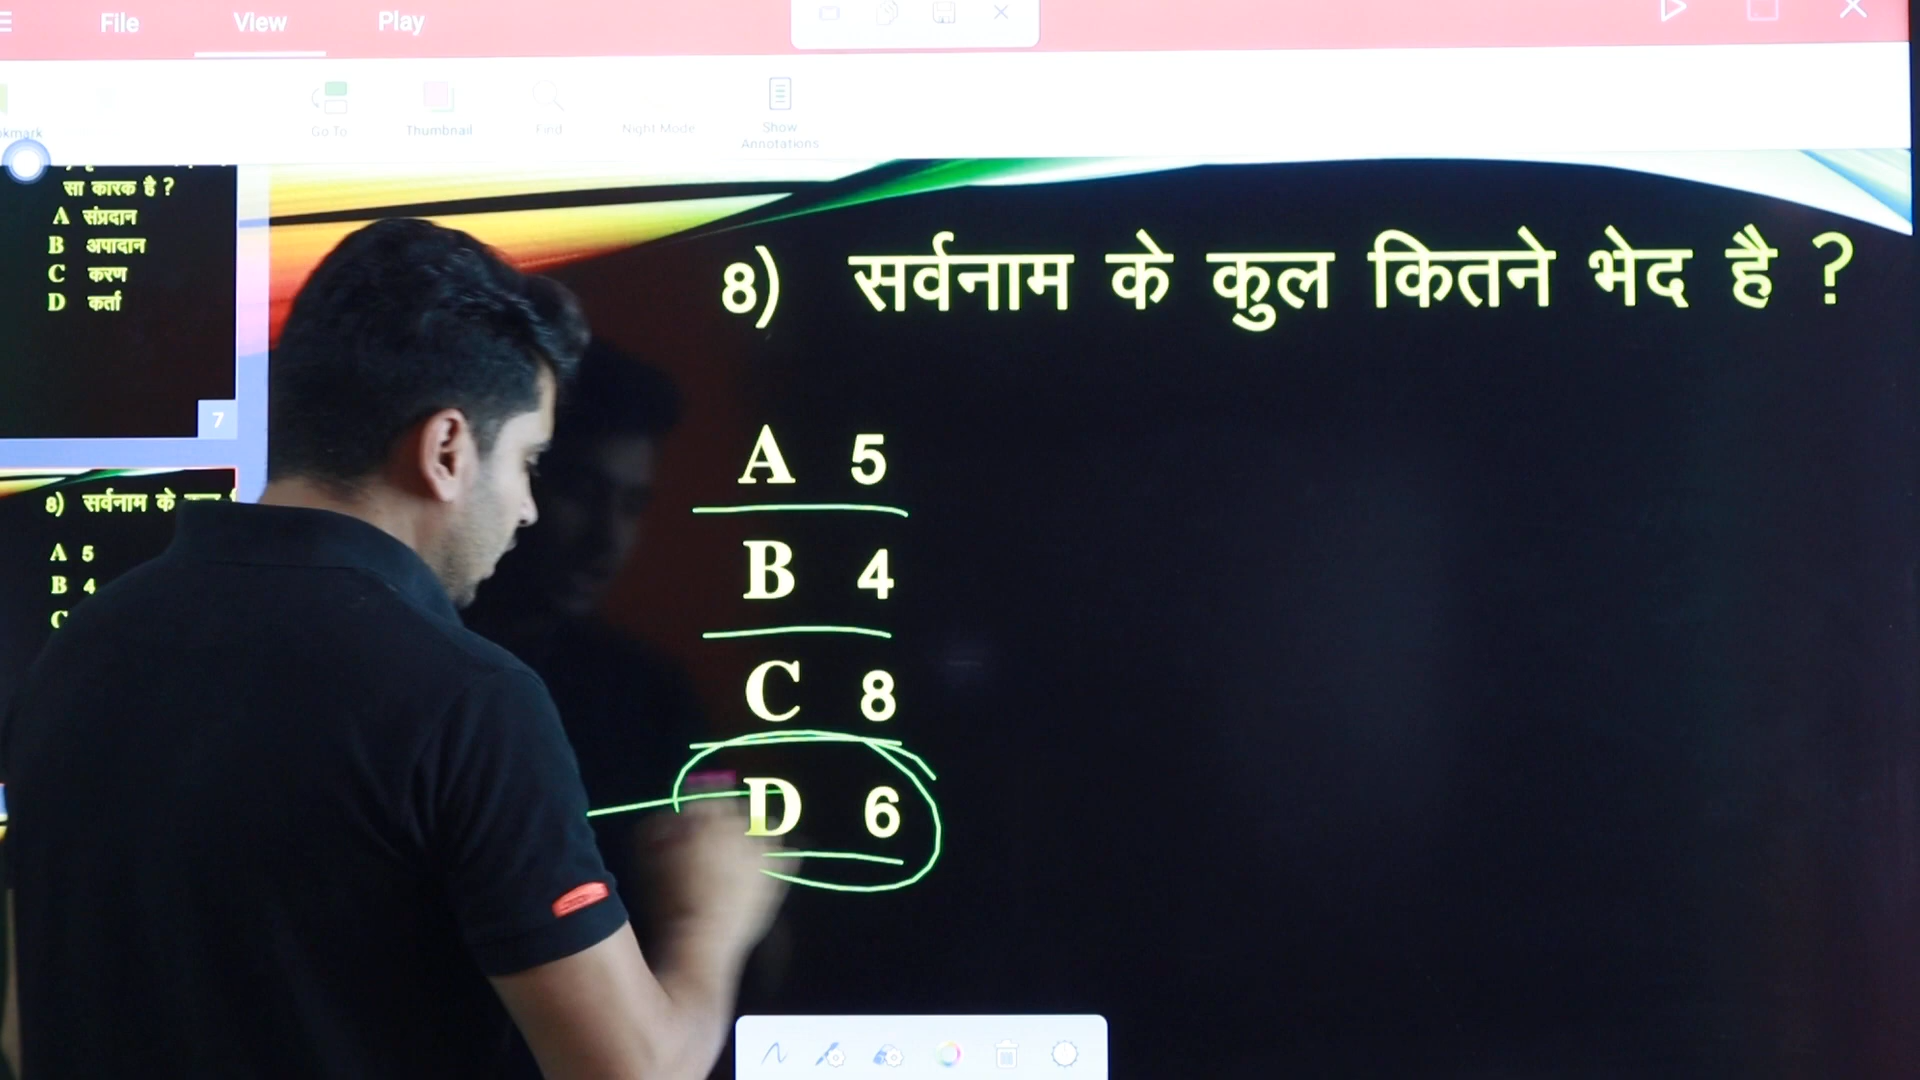 File View Play
Go To Thumbnail Find Night Mode Show Annotations
सा कारक है ?
A संप्रदान
B अपादान
C करण
D कर्ता
7
8) सर्वनाम के
A 5
B 4
C
8) सर्वनाम के कुल कितने भेद है ?
A 5
B 4
C 8
D 6